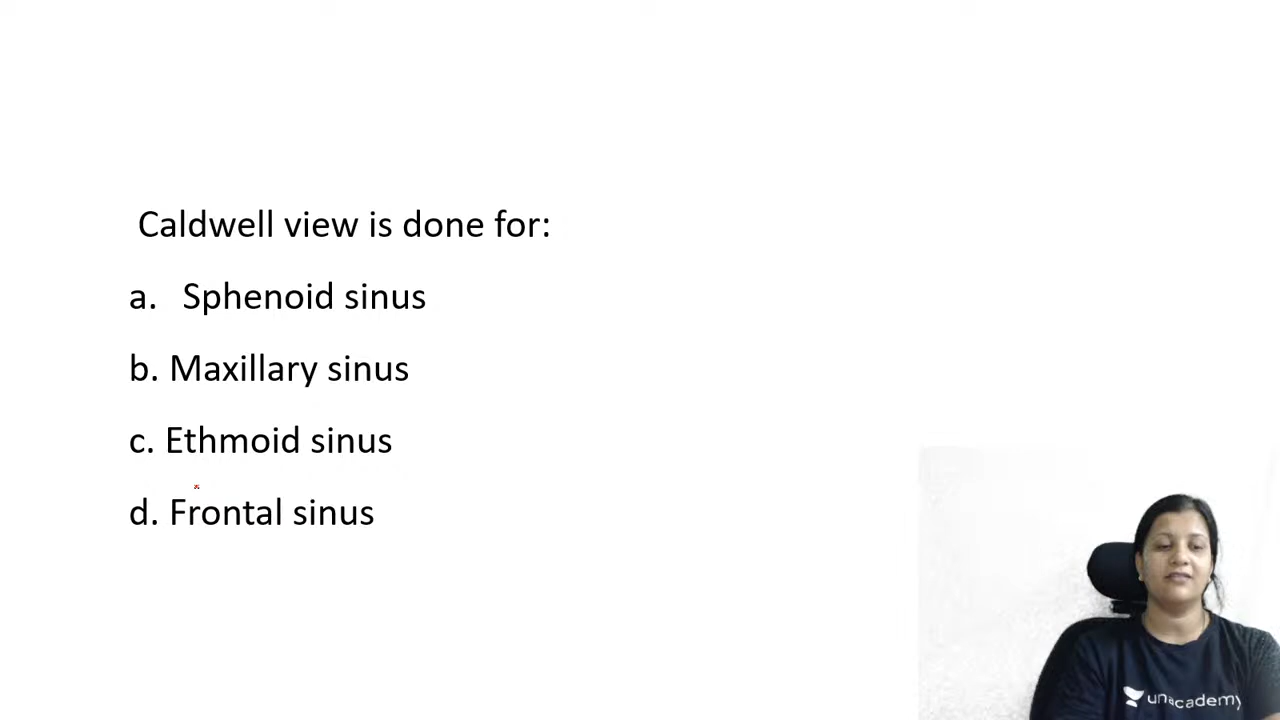 Caldwell view is done for:
a. Sphenoid sinus
b. Maxillary sinus
c. Ethmoid sinus
d. Frontal sinus
unacademy